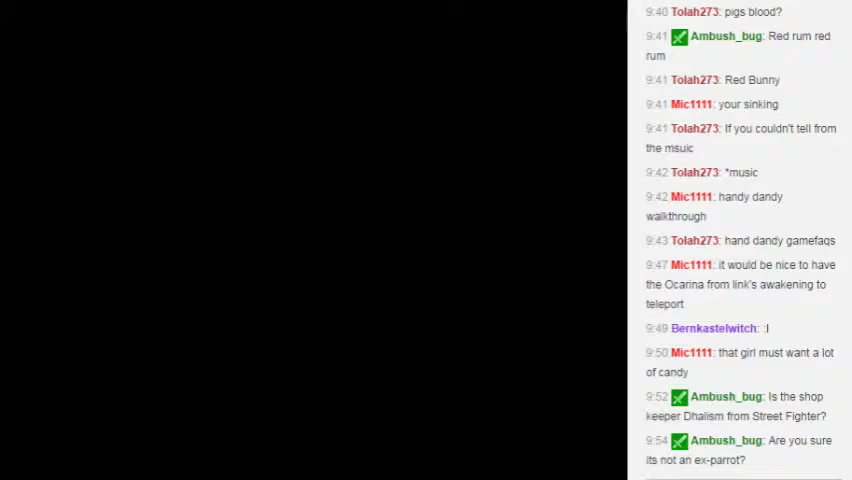 9:40 Tolah273: pigs blood?
9:41 Ambush_bug: Red rum red
rum
9:41 Tolah273: Red Bunny
9:41 Mic1111: your sinking
9:41 Tolah273: If you couldn't tell from
the msuic
9:42 Tolah273: *music
9:42 Mic1111: handy dandy
walkthrough
9:43 Tolah273: hand dandy gamefaqs
9:47 Mic1111: it would be nice to have
the Ocarina from link's awakening to
teleport
9:49 Bernkastelwitch: :I
9:50 Mic1111: that girl must want a lot
of candy
9:52 Ambush_bug: Is the shop
keeper Dhalism from Street Fighter?
9:54 Ambush_bug: Are you sure
its not an ex-parrot?